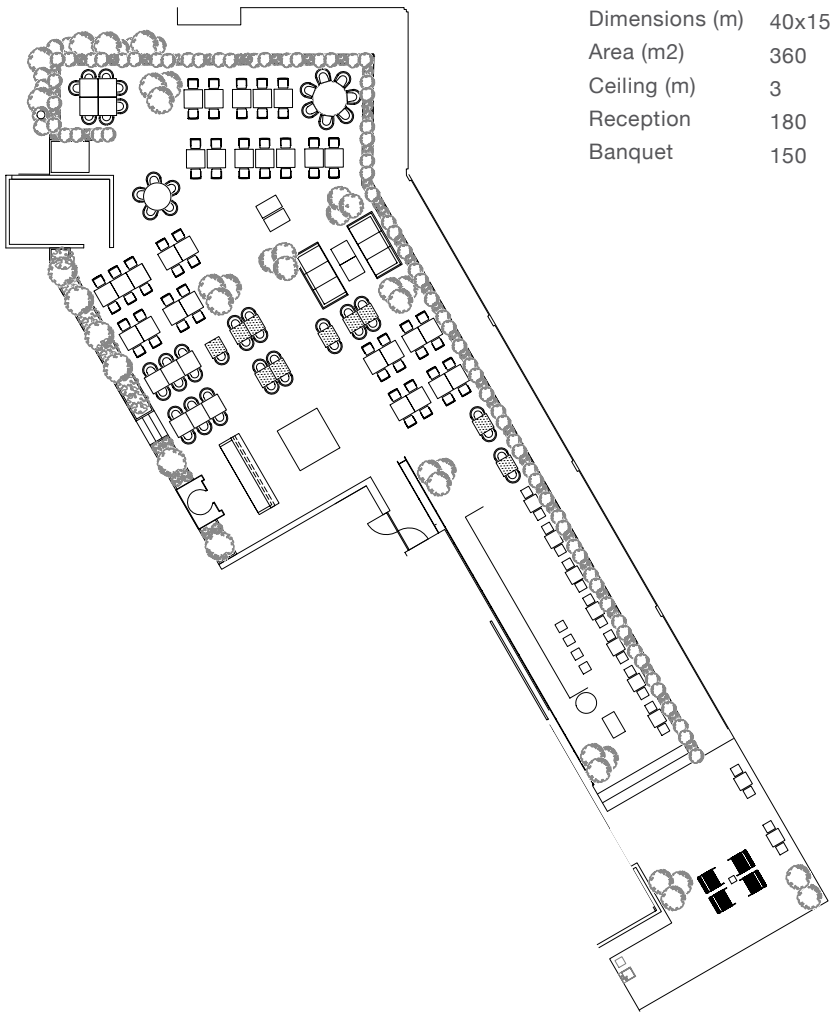 Dimensions (m) 40x15
Area (m2) 360
Ceiling (m) 3
Reception 180
Banquet 150